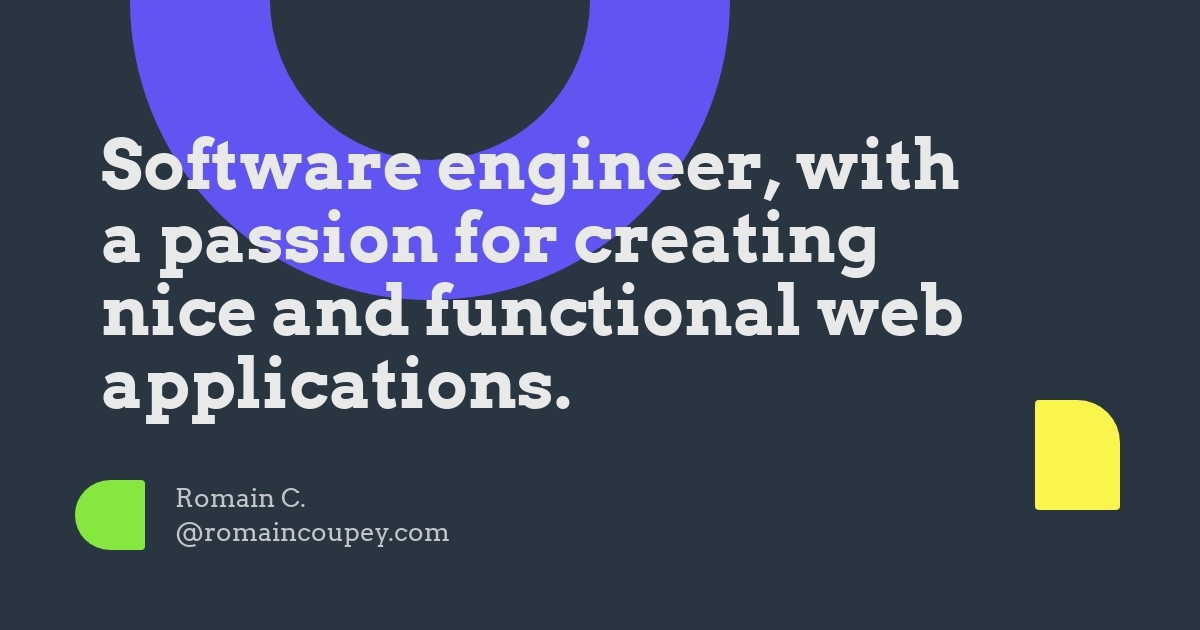 Software engineer, with
a passion for creating
nice and functional web
applications.
Romain C.
@romaincoupey.com